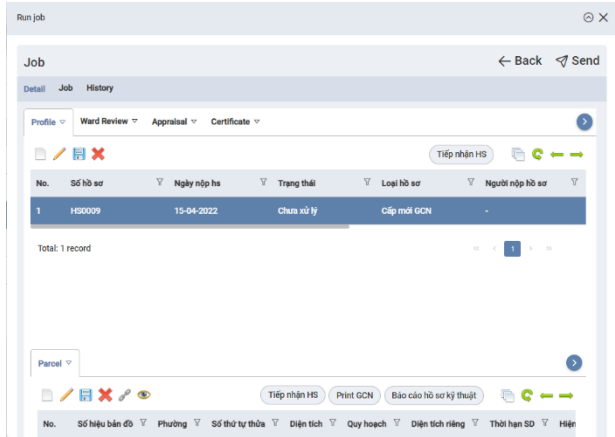 Run job
Job
Back Send
Detail Job History
Profile Ward Review Appraisal Certificate
Tiếp nhận HS
No. Số hồ sơ Ngày nộp hs Trạng thái Loại hồ sơ Người nộp hồ sơ
1 HS0009 15-04-2022 Chưa xử lý Cấp mới GCN -
Total: 1 record
1
Parcel
Tiếp nhận HS Print GCN Báo cáo hồ sơ kỹ thuật
No. Số hiệu bản đồ Phường Số thứ tự thửa Diện tích Quy hoạch Diện tích riêng Thời hạn SD Hiện